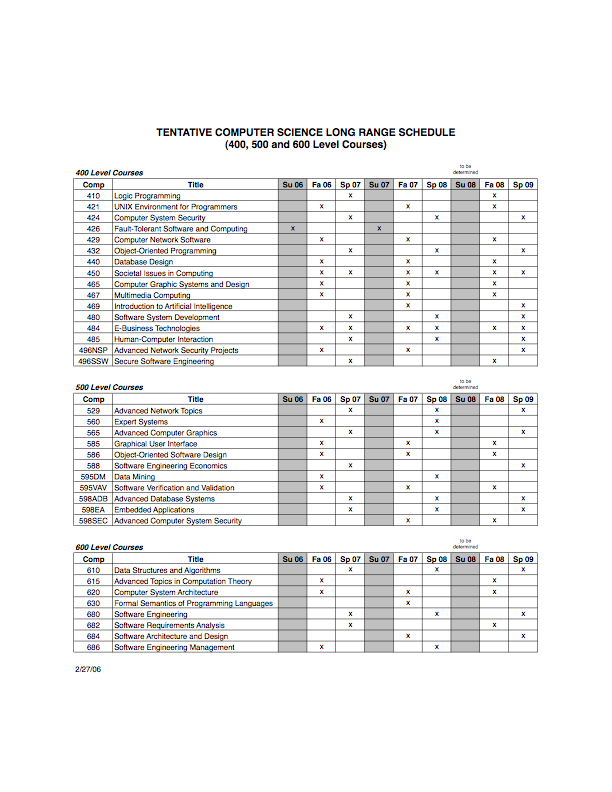 TENTATIVE COMPUTER SCIENCE LONG RANGE SCHEDULE
(400, 500 and 600 Level Courses)
to be
400 Level Courses determined
Comp Title Su 06 Fa 06 Sp 07 Su 07 Fa 07 Sp 08 Su 08 Fa 08 Sp 09
410 Logic Programming x x
421 UNIX Environment for Programmers x x x
424 Computer System Security x x x
426 Fault-Tolerant Software and Computing x x
429 Computer Network Software x x x
432 Object-Oriented Programming x x x
440 Database Design x x x
450 Societal Issues in Computing x x x x x x
465 Computer Graphic Systems and Design x x x
467 Multimedia Computing x x x
469 Introduction to Artificial Intelligence x x
480 Software System Development x x x
484 E-Business Technologies x x x x x x
485 Human-Computer Interaction x x x
496NSP Advanced Network Security Projects x x x
496SSW Secure Software Engineering x x
to be
500 Level Courses determined
Comp Title Su 06 Fa 06 Sp 07 Su 07 Fa 07 Sp 08 Su 08 Fa 08 Sp 09
529 Advanced Network Topics x x x
560 Expert Systems x x
565 Advanced Computer Graphics x x x
585 Graphical User Interface x x x
586 Object-Oriented Software Design x x x
588 Software Engineering Economics x x
595DM Data Mining x x
595VAV Software Verification and Validation x x x
598ADB Advanced Database Systems x x x
598EA Embedded Applications x x x
598SEC Advanced Computer System Security x x
to be
600 Level Courses determined
Comp Title Su 06 Fa 06 Sp 07 Su 07 Fa 07 Sp 08 Su 08 Fa 08 Sp 09
610 Data Structures and Algorithms x x x
615 Advanced Topics in Computation Theory x x
620 Computer System Architecture x x x
630 Formal Semantics of Programming Languages x
680 Software Engineering x x x
682 Software Requirements Analysis x x
684 Software Architecture and Design x x
686 Software Engineering Management x x
2/27/06